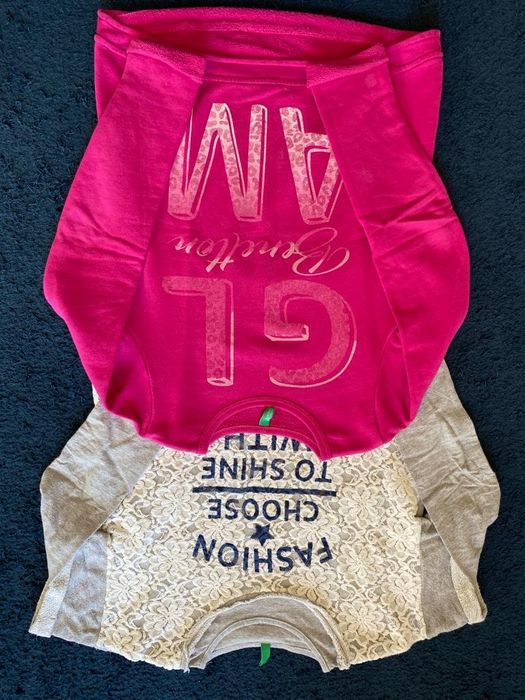 GL
Benetton
AM
FASHION
CHOOSE
TO SHINE
WITH